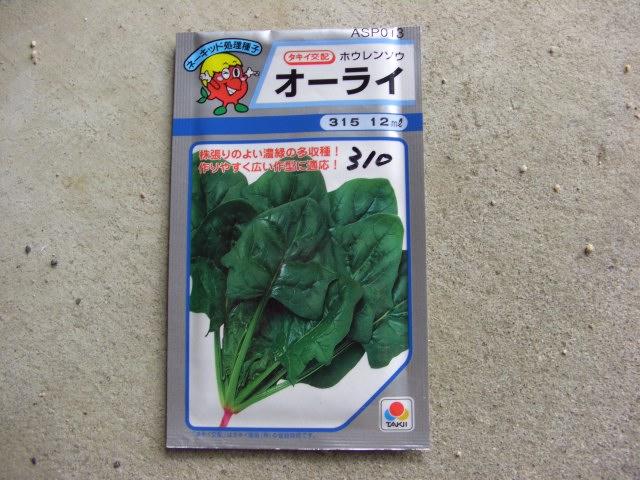 ASP013
ネーキッド処理種子
タキイ交配 ホウレンソウ
オーライ
315 12ml
株張りのよい濃緑の多収種！
作りやすく広い作型に適応！
310
TAKII